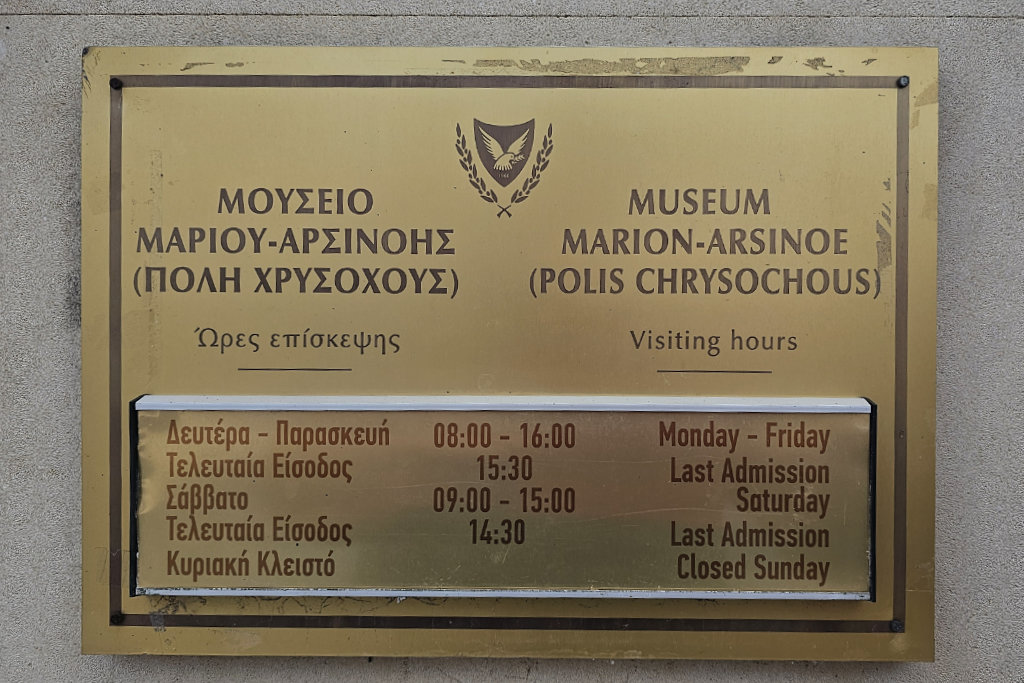 ΜΟΥΣΕΙΟ
ΜΑΡΙΟΥ-ΑΡΣΙΝΟΗΣ
(ΠΟΛΗ ΧΡΥΣΟΧΟΥΣ)
Ώρες επίσκεψης
MUSEUM
MARION-ARSINOE
(POLIS CHRYSOCHOUS)
Visiting hours
Δευτέρα - Παρασκευή 08:00 - 16:00 Monday - Friday
Τελευταία Είσοδος 15:30 Last Admission
Σάββατο 09:00 - 15:00 Saturday
Τελευταία Είσοδος 14:30 Last Admission
Κυριακή Κλειστό Closed Sunday